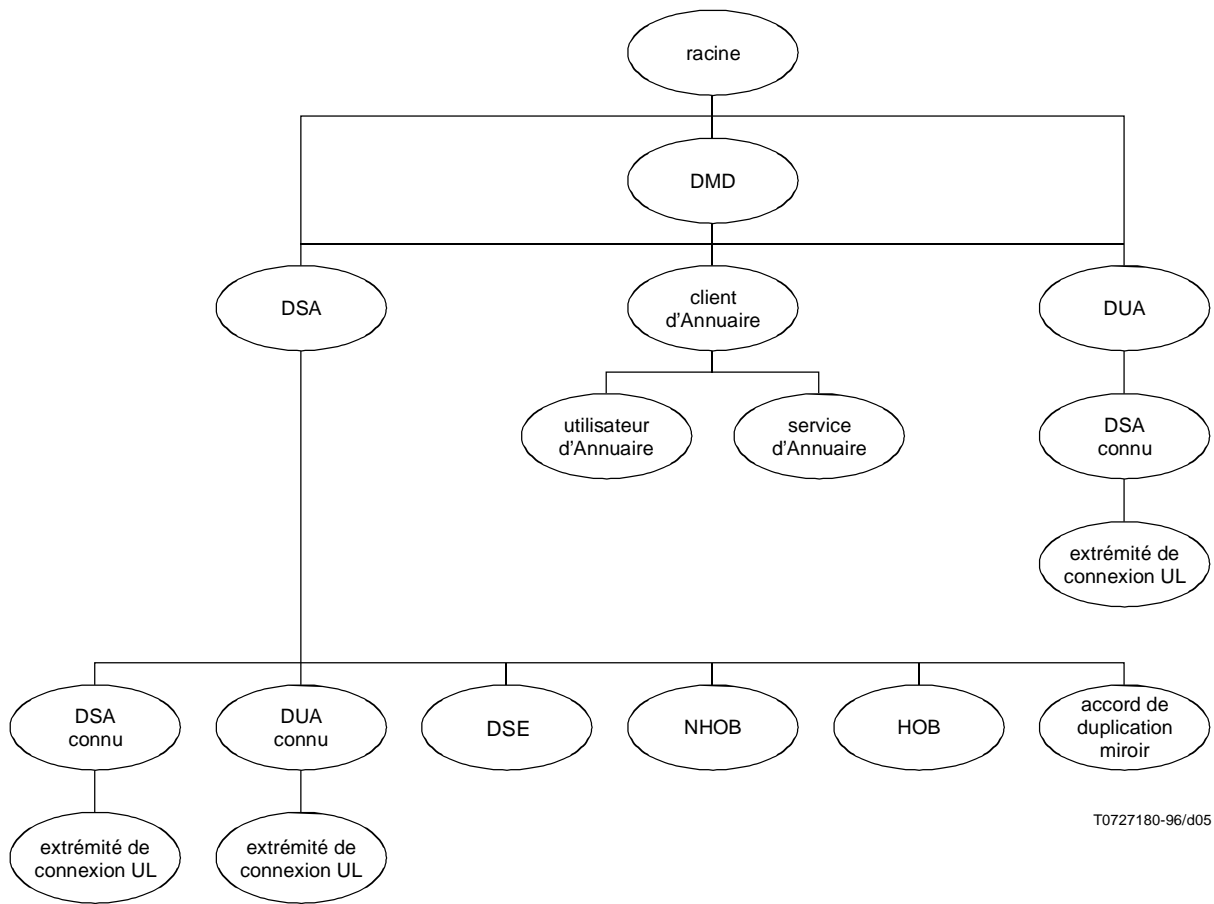 racine
DMD
DSA
client
d’Annuaire
DUA
utilisateur
d’Annuaire
service
d’Annuaire
DSA
connu
extrémité de
connexion UL
DSA
connu
DUA
connu
DSE
NHOB
HOB
accord de
duplication
miroir
T0727180-96/d05
extrémité de
connexion UL
extrémité de
connexion UL